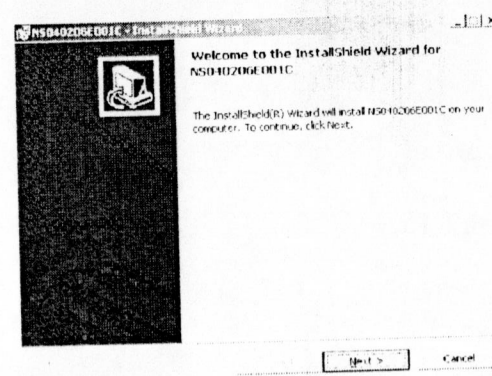 NS040206E001C - InstallShield Wizard
Welcome to the InstallShield Wizard for
NS040206E001C
The InstallShield(R) Wizard will install NS040206E001C on your
computer. To continue, click Next.
Next >
Cancel